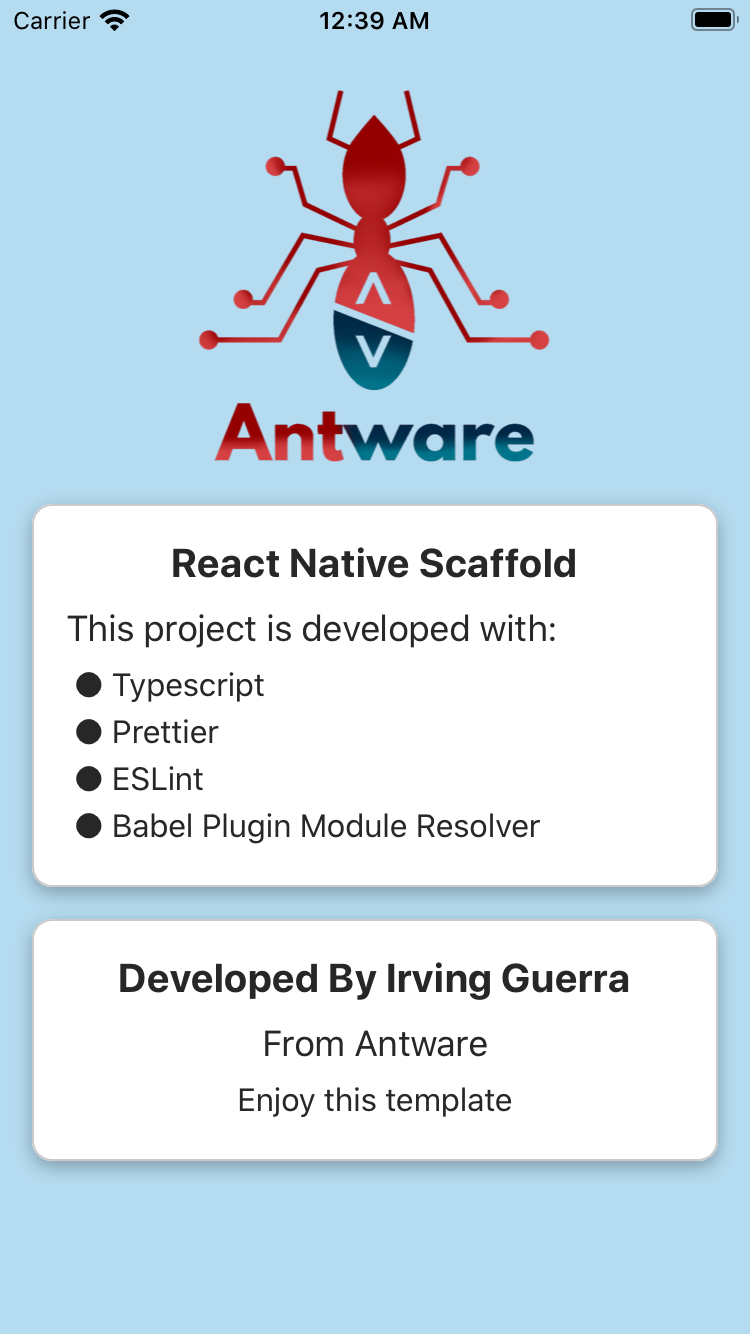 Carrier 12:39 AM
Antware
React Native Scaffold
This project is developed with:
● Typescript
● Prettier
● ESLint
● Babel Plugin Module Resolver
Developed By Irving Guerra
From Antware
Enjoy this template